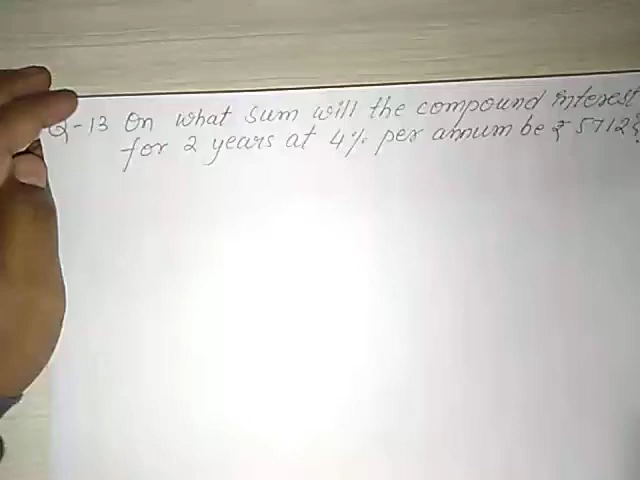 Q-13 On what sum will the compound interest
for 2 years at 4% per annum be ₹ 5712?